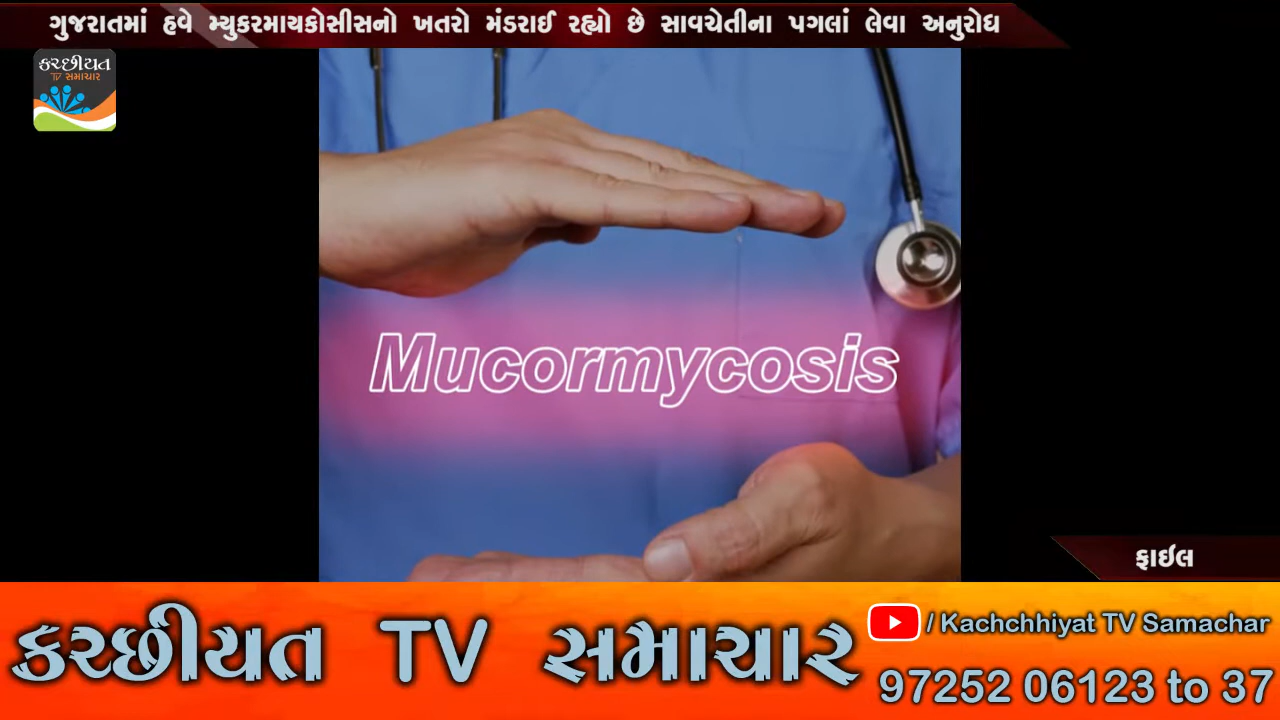 ગુજરાતમાં હવે મ્યુકરમાયકોસીસનો ખતરો મંડરાઈ રહ્યો છે સાવચેતીના પગલાં લેવા અનુરોધ
કચ્છીયત
TV સમાચાર
Mucormycosis
ફાઈલ
કચ્છીયત TV સમાચાર
/ Kachchhiyat TV Samachar
97252 06123 to 37